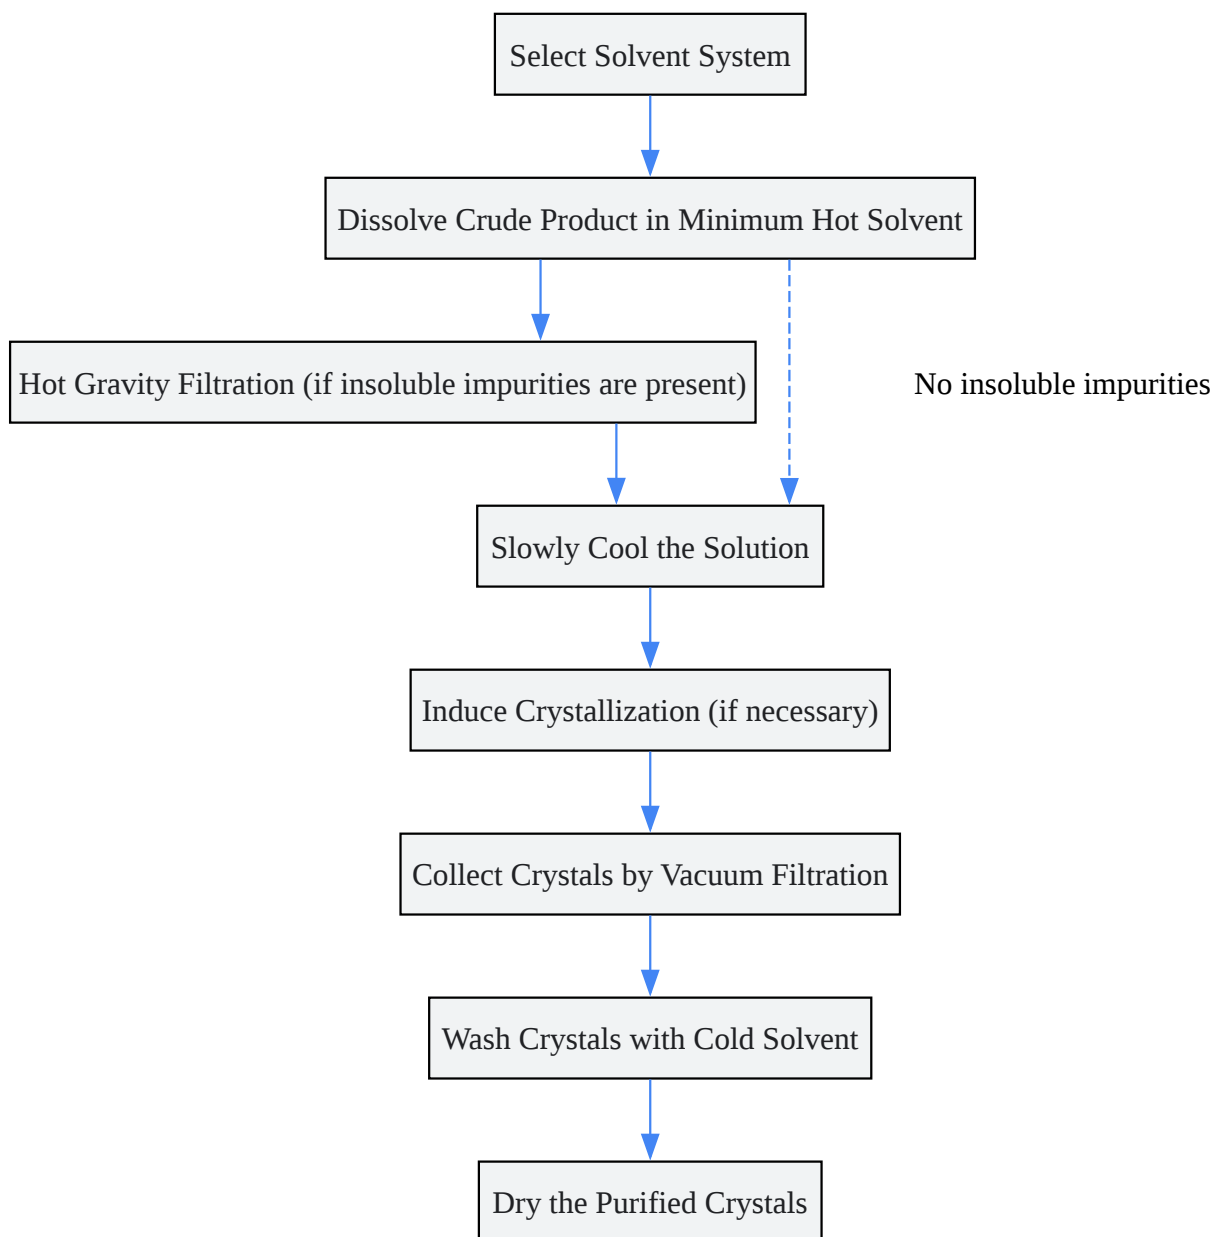 Select Solvent System
Dissolve Crude Product in Minimum Hot Solvent
Hot Gravity Filtration (if insoluble impurities are present)
No insoluble impurities
Slowly Cool the Solution
Induce Crystallization (if necessary)
Collect Crystals by Vacuum Filtration
Wash Crystals with Cold Solvent
Dry the Purified Crystals